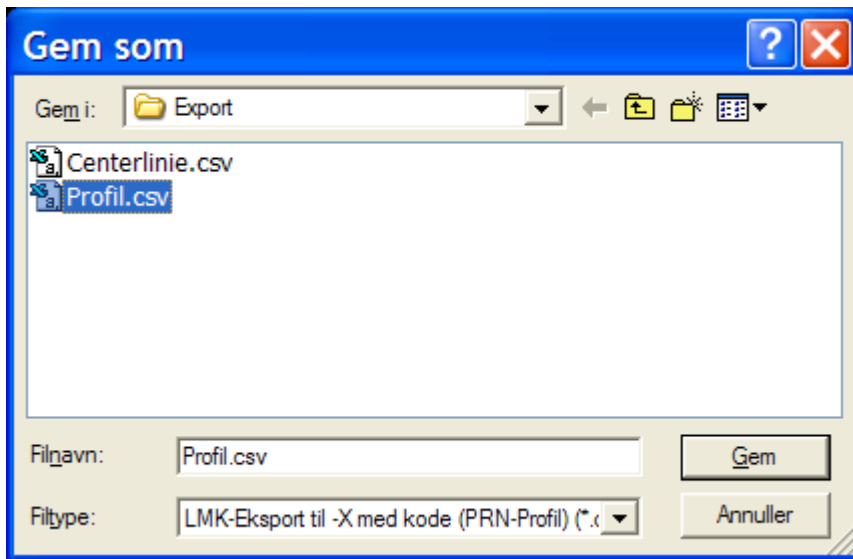 Gem som
Gem i: Export
Centerlinie.csv
Profil.csv
Filnavn: Profil.csv Gem
Filtype: LMK-Eksport til -X med kode (PRN-Profil) (*.c Annuller